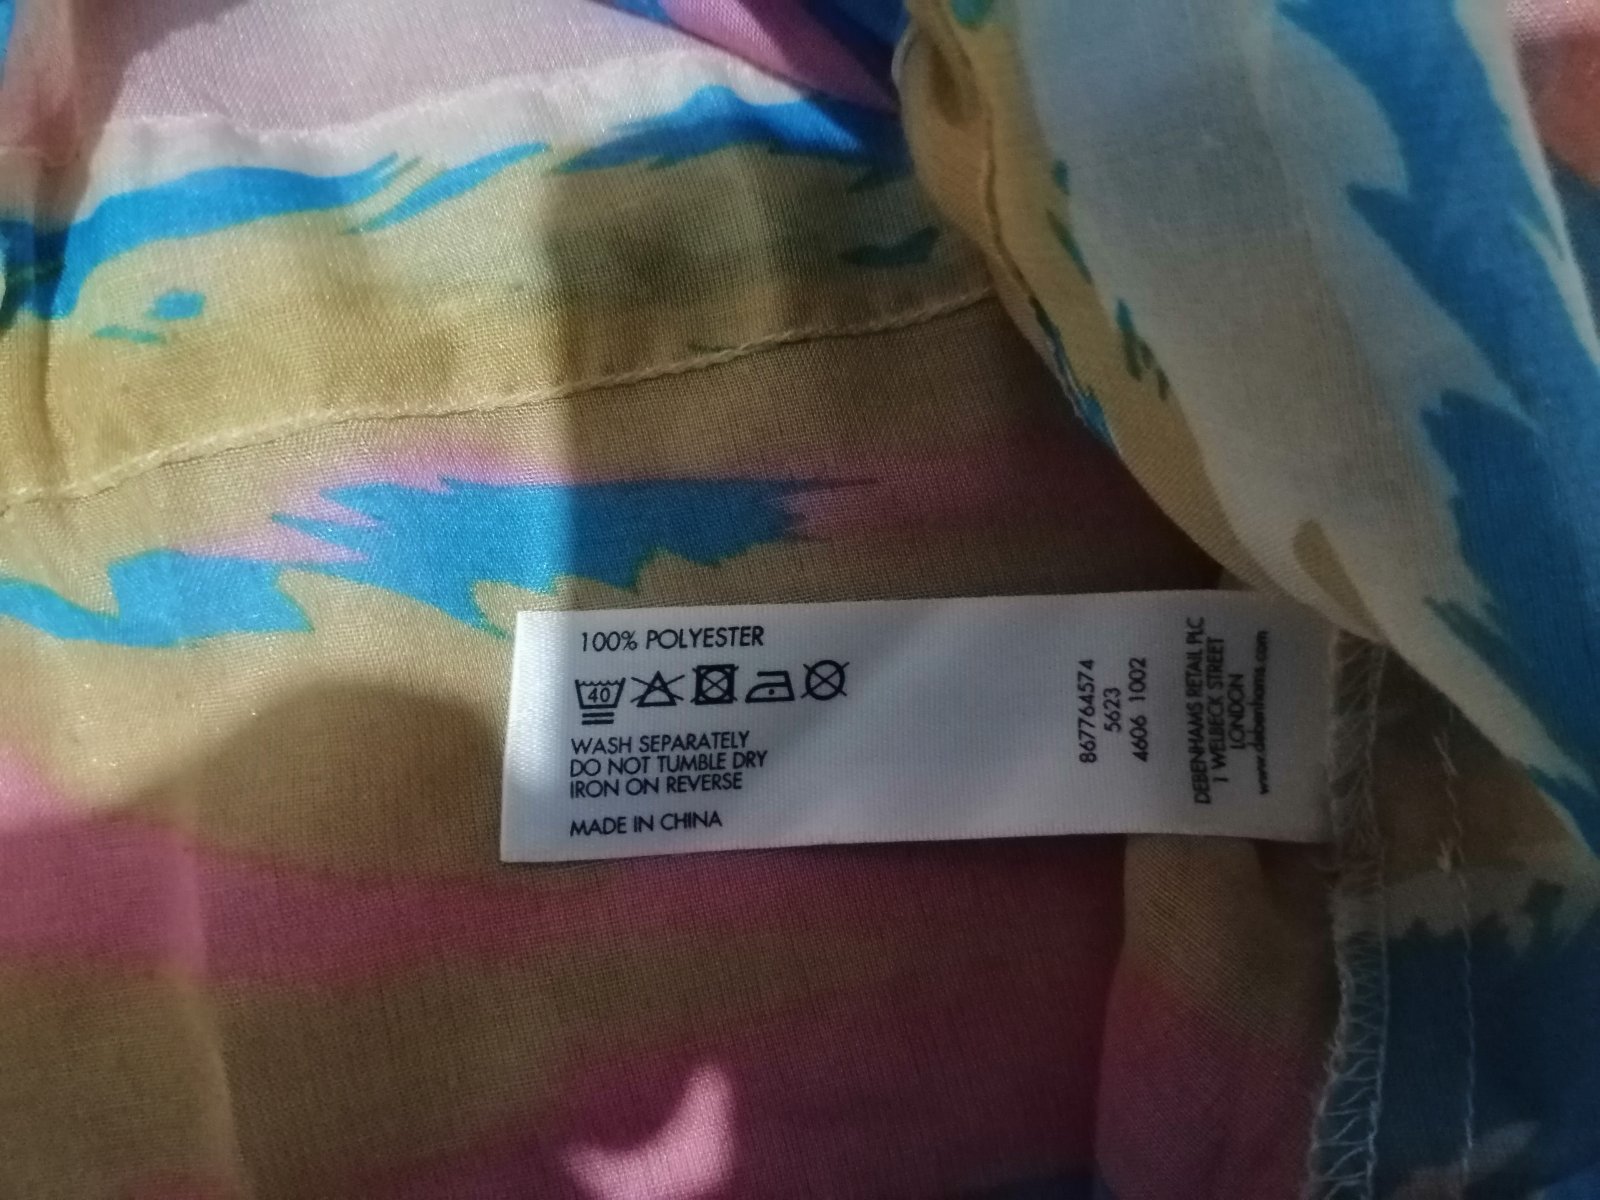 100% POLYESTER
40
WASH SEPARATELY
DO NOT TUMBLE DRY
IRON ON REVERSE
MADE IN CHINA
867764574
5623
4606 1002
DEBENHAMS RETAIL PLC
1 WELBECK STREET
LONDON
www.debenhams.com